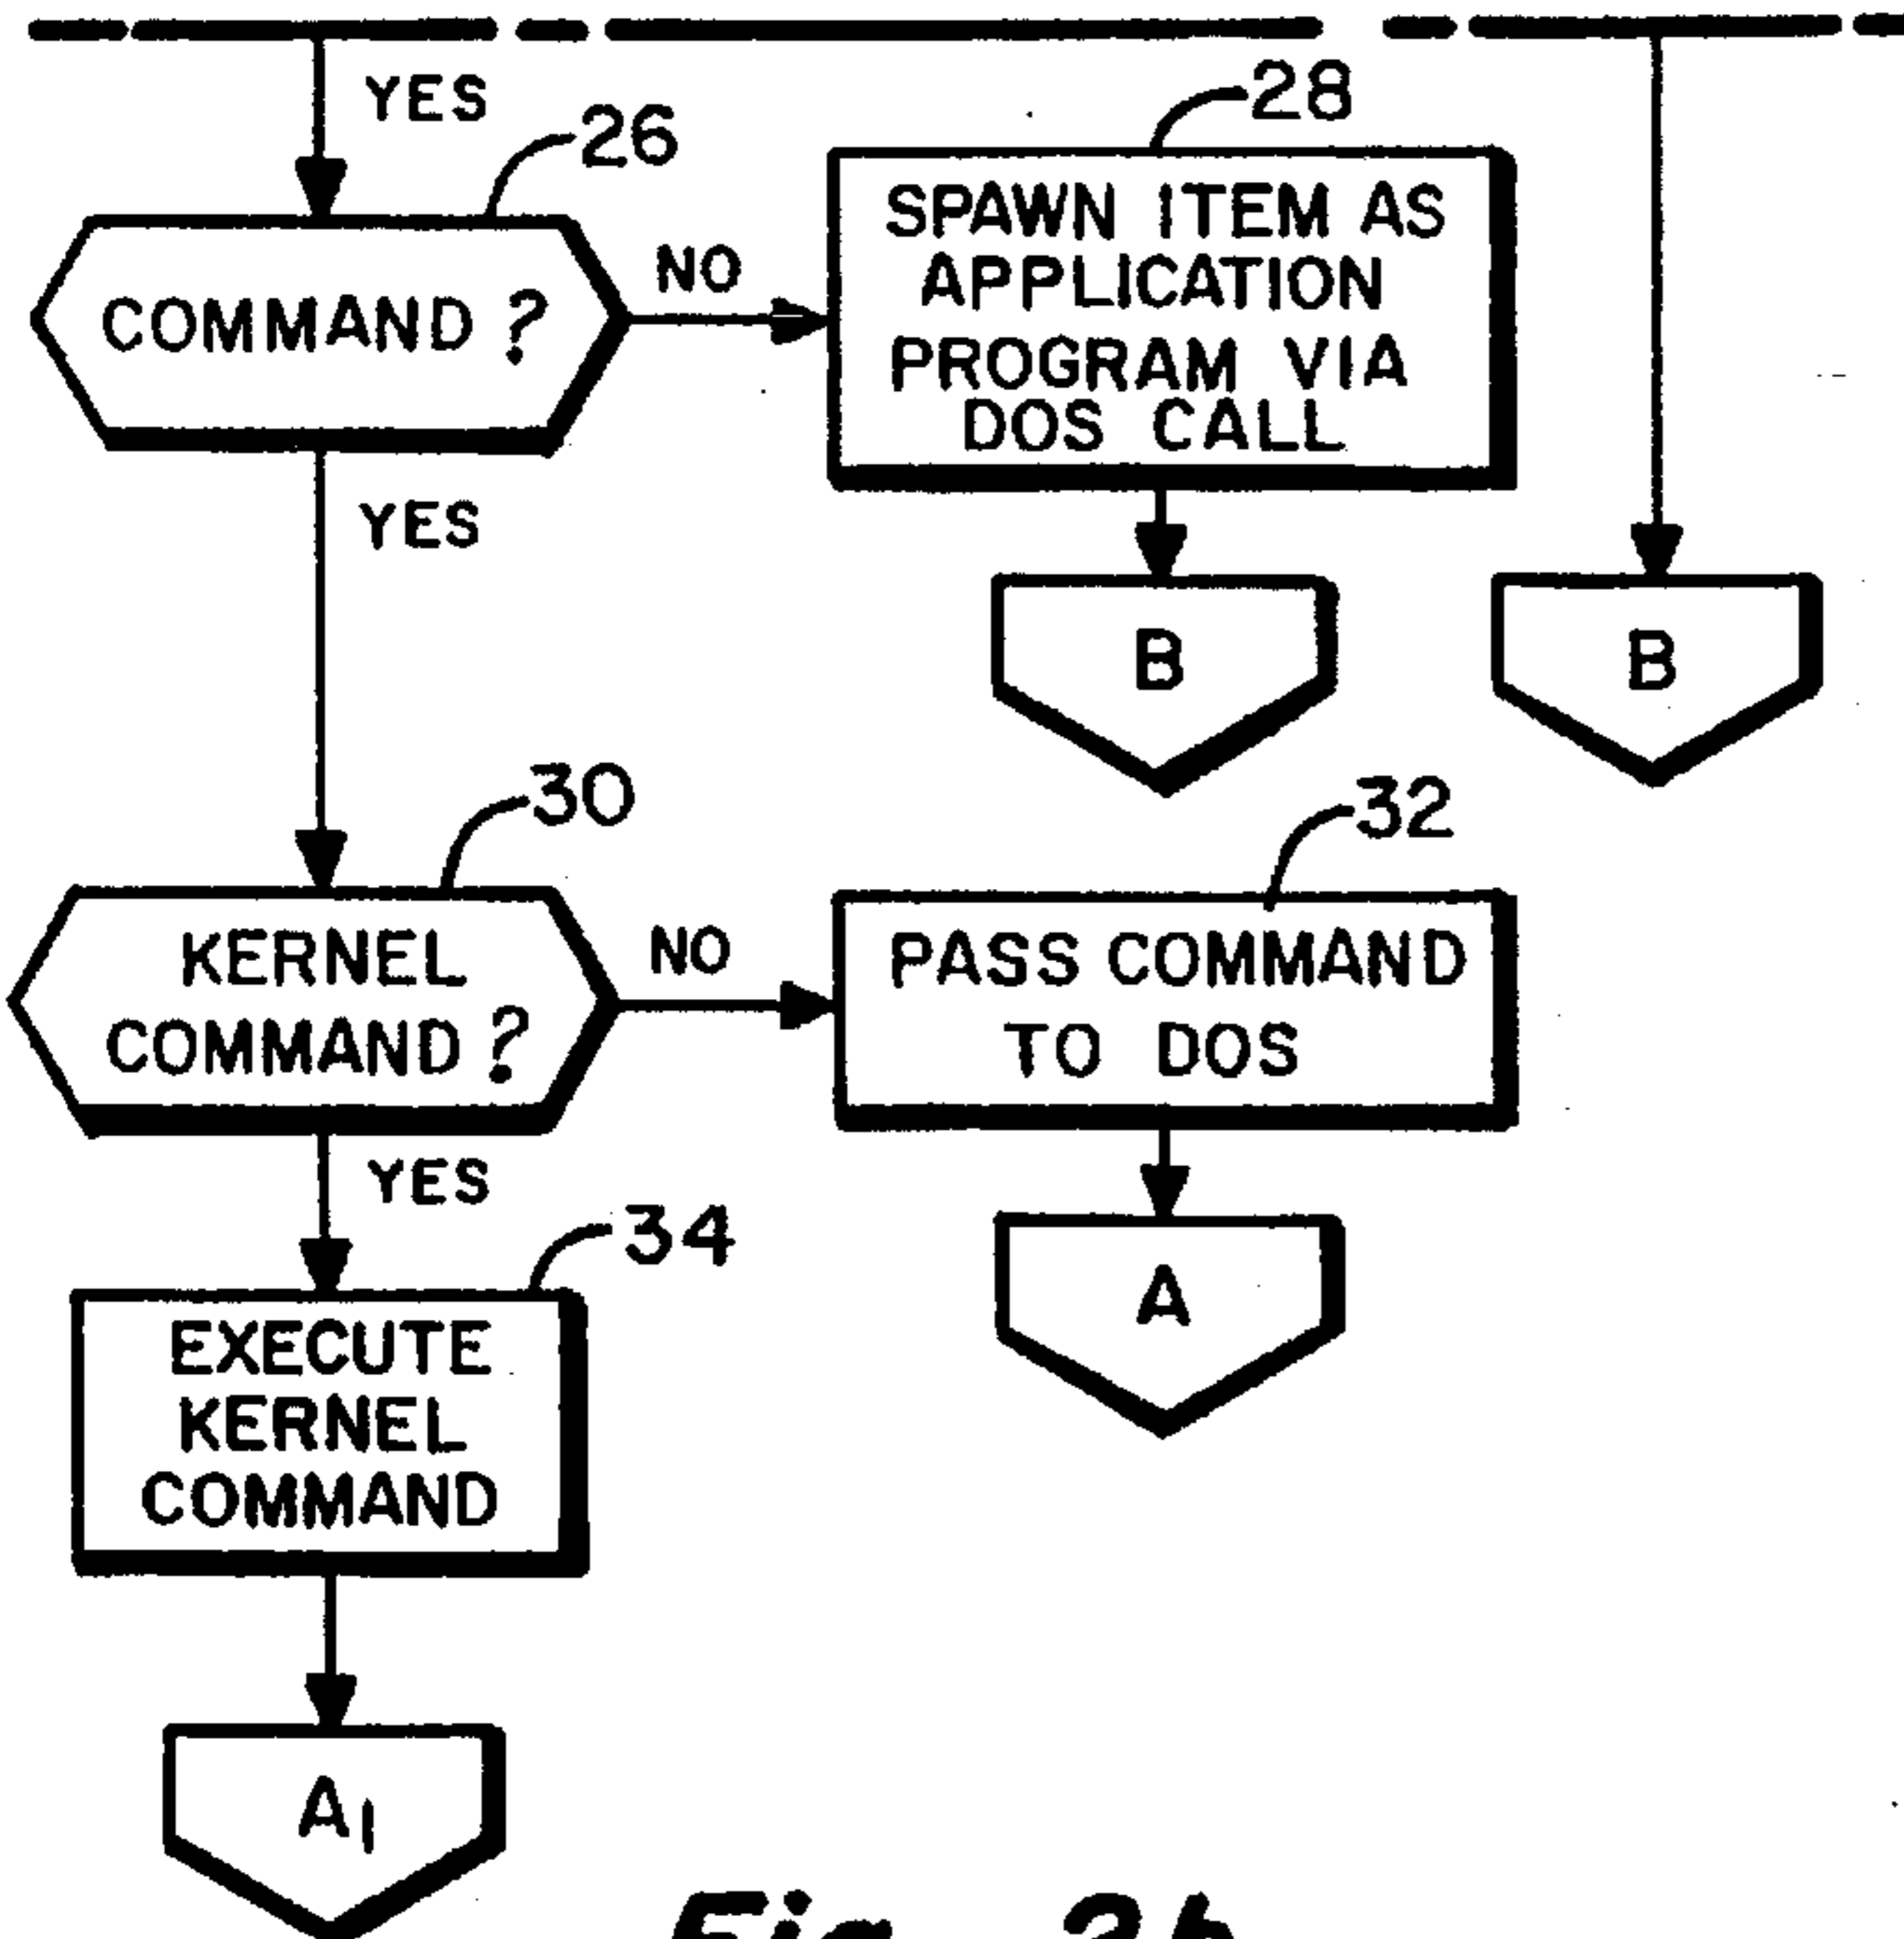 YES
26
28
COMMAND ?
NO
SPAWN ITEM AS
APPLICATION
PROGRAM VIA
DOS CALL
YES
B
B
30
32
KERNEL
COMMAND ?
NO
PASS COMMAND
TO DOS
YES
34
A
EXECUTE
KERNEL
COMMAND
A1